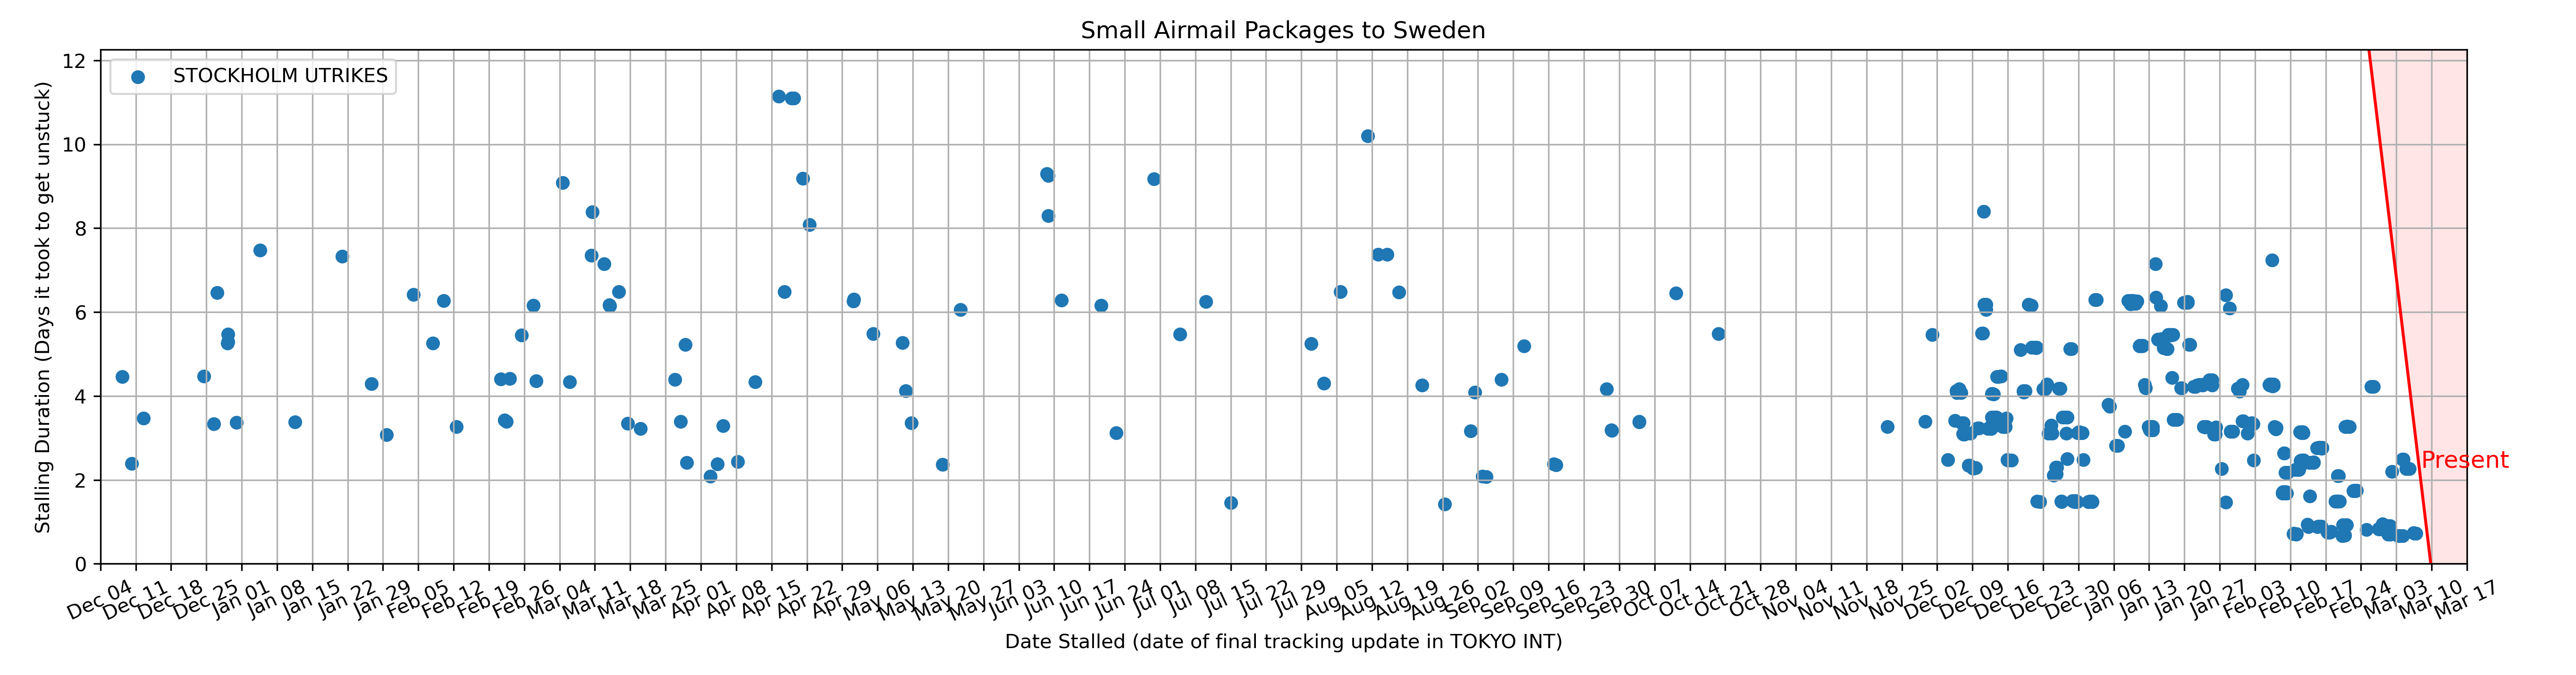 Small Airmail Packages to Sweden
STOCKHOLM UTRIKES
Stalling Duration (Days it took to get unstuck)
12
10
8
6
4
2
0
Present
Dec 04
Dec 11
Dec 18
Dec 25
Jan 01
Jan 08
Jan 15
Jan 22
Jan 29
Feb 05
Feb 12
Feb 19
Feb 26
Mar 04
Mar 11
Mar 18
Mar 25
Apr 01
Apr 08
Apr 15
Apr 22
Apr 29
May 06
May 13
May 20
May 27
Jun 03
Jun 10
Jun 17
Jun 24
Jul 01
Jul 08
Jul 15
Jul 22
Jul 29
Aug 05
Aug 12
Aug 19
Aug 26
Sep 02
Sep 09
Sep 16
Sep 23
Sep 30
Oct 07
Oct 14
Oct 21
Oct 28
Nov 04
Nov 11
Nov 18
Nov 25
Dec 02
Dec 09
Dec 16
Dec 23
Dec 30
Jan 06
Jan 13
Jan 20
Jan 27
Feb 03
Feb 10
Feb 17
Feb 24
Mar 03
Mar 10
Mar 17
Date Stalled (date of final tracking update in TOKYO INT)